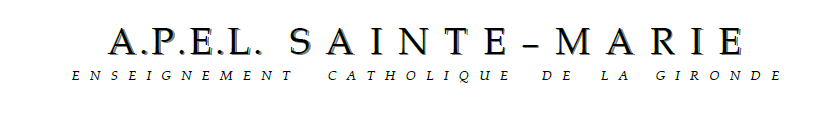 A.P.E.L. SAINTE–MARIE
ENSEIGNEMENT CATHOLIQUE DE LA GIRONDE